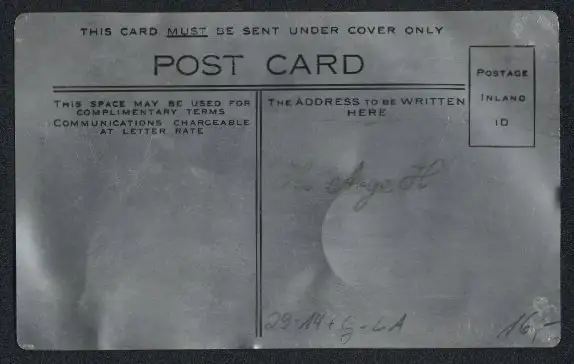 THIS CARD MUST BE SENT UNDER COVER ONLY
POST CARD
POSTAGE
INLAND
1D
THIS SPACE MAY BE USED FOR
COMPLIMENTARY TERMS
COMMUNICATIONS CHARGEABLE
AT LETTER RATE
THE ADDRESS TO BE WRITTEN
HERE
16,-